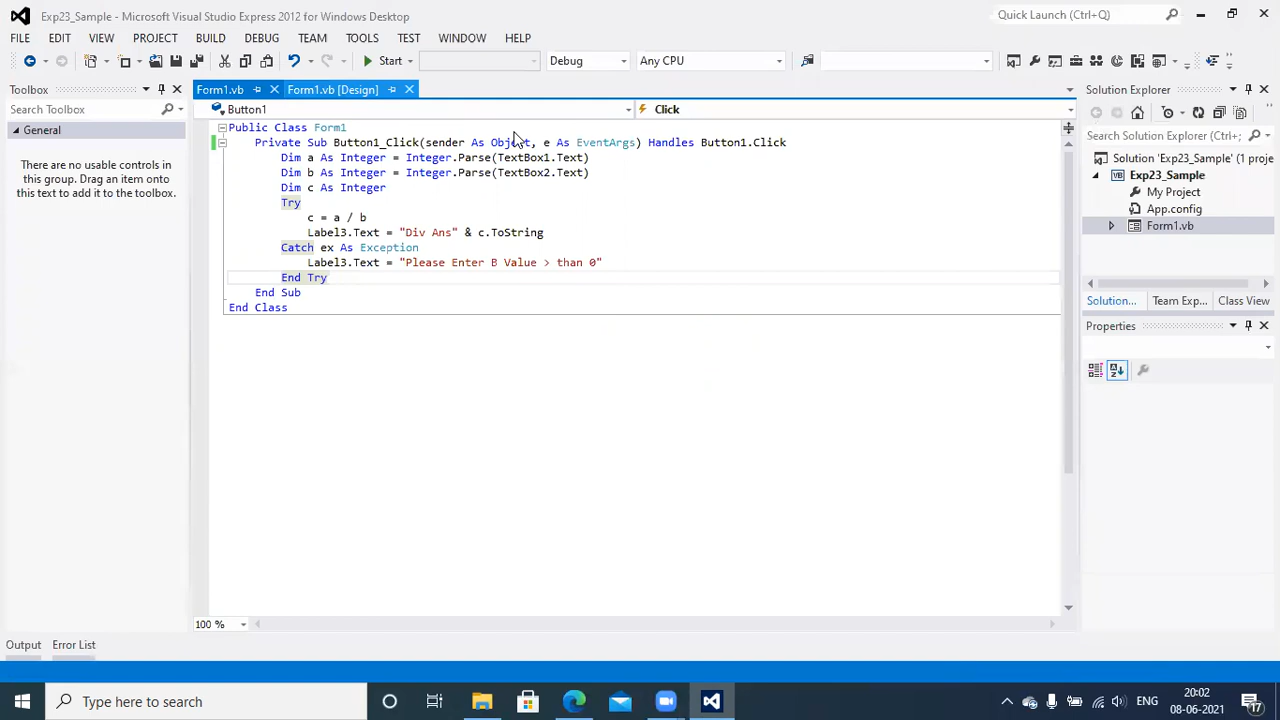 Exp23_Sample - Microsoft Visual Studio Express 2012 for Windows Desktop
Quick Launch (Ctrl+Q)
FILE EDIT VIEW PROJECT BUILD DEBUG TEAM TOOLS TEST WINDOW HELP
Start Debug Any CPU
Toolbox
Search Toolbox
General
There are no usable controls in
this group. Drag an item onto
this text to add it to the toolbox.
Form1.vb Form1.vb [Design]
Button1 Click
Public Class Form1
Private Sub Button1_Click(sender As Object, e As EventArgs) Handles Button1.Click
Dim a As Integer = Integer.Parse(TextBox1.Text)
Dim b As Integer = Integer.Parse(TextBox2.Text)
Dim c As Integer
Try
c = a / b
Label3.Text = "Div Ans" & c.ToString
Catch ex As Exception
Label3.Text = "Please Enter B Value > than 0"
End Try
End Sub
End Class
100 %
Solution Explorer
Search Solution Explorer (Ctrl+;)
Solution 'Exp23_Sample' (1 proje
Exp23_Sample
My Project
App.config
Form1.vb
Solution... Team Exp... Class View
Properties
Output Error List
Type here to search
ENG
20:02
08-06-2021
17